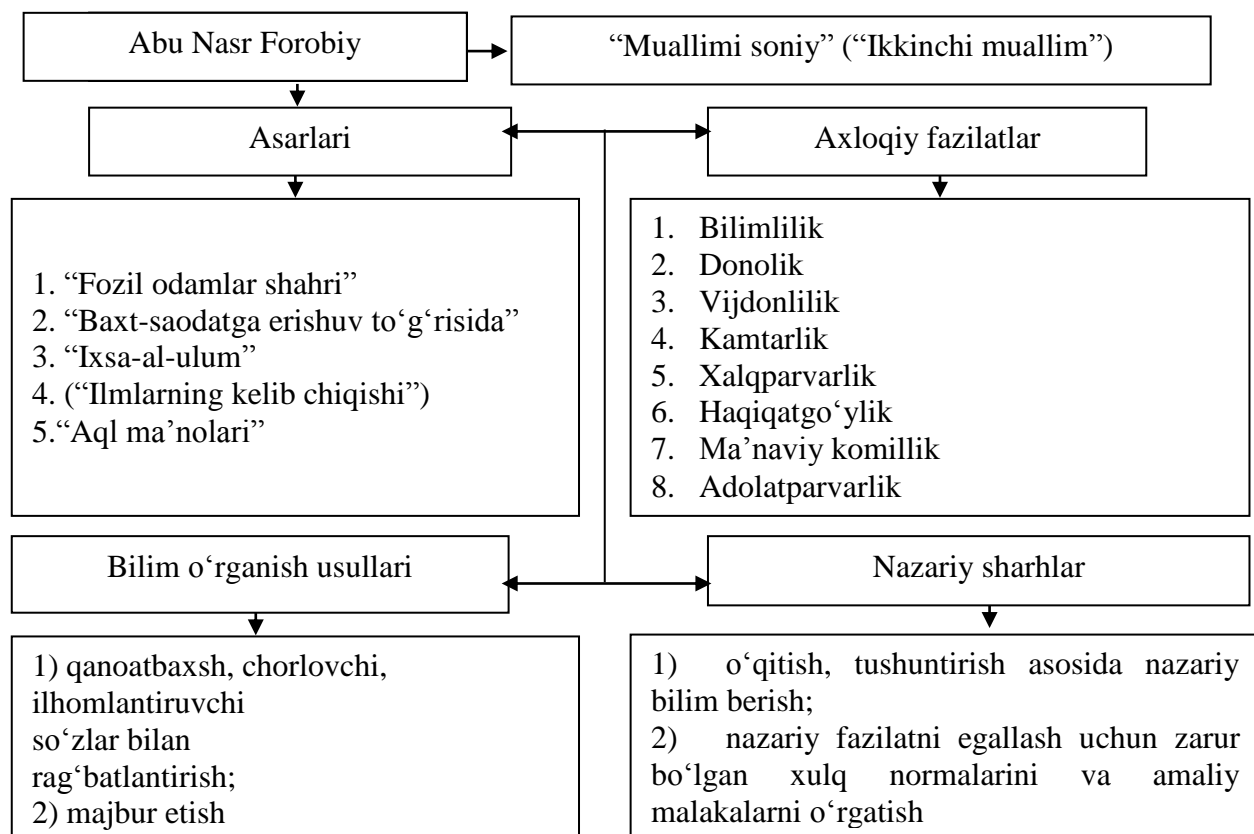 Abu Nasr Forobiy
“Muallimi soniy” (“Ikkinchi muallim”)
Asarlari
Axloqiy fazilatlar
1. “Fozil odamlar shahri”
2. “Baxt-saodatga erishuv to‘g‘risida”
3. “Ixsa-al-ulum”
4. (“Ilmlarning kelib chiqishi”)
5.“Aql ma’nolari”
1. Bilimlilik
2. Donolik
3. Vijdonlilik
4. Kamtarlik
5. Xalqparvarlik
6. Haqiqatgo‘ylik
7. Ma’naviy komillik
8. Adolatparvarlik
Bilim o‘rganish usullari
Nazariy sharhlar
1) qanoatbaxsh, chorlovchi,
ilhomlantiruvchi
so‘zlar bilan
rag‘batlantirish;
2) majbur etish
1) o‘qitish, tushuntirish asosida nazariy
bilim berish;
2) nazariy fazilatni egallash uchun zarur
bo‘lgan xulq normalarini va amaliy
malakalarni o‘rgatish